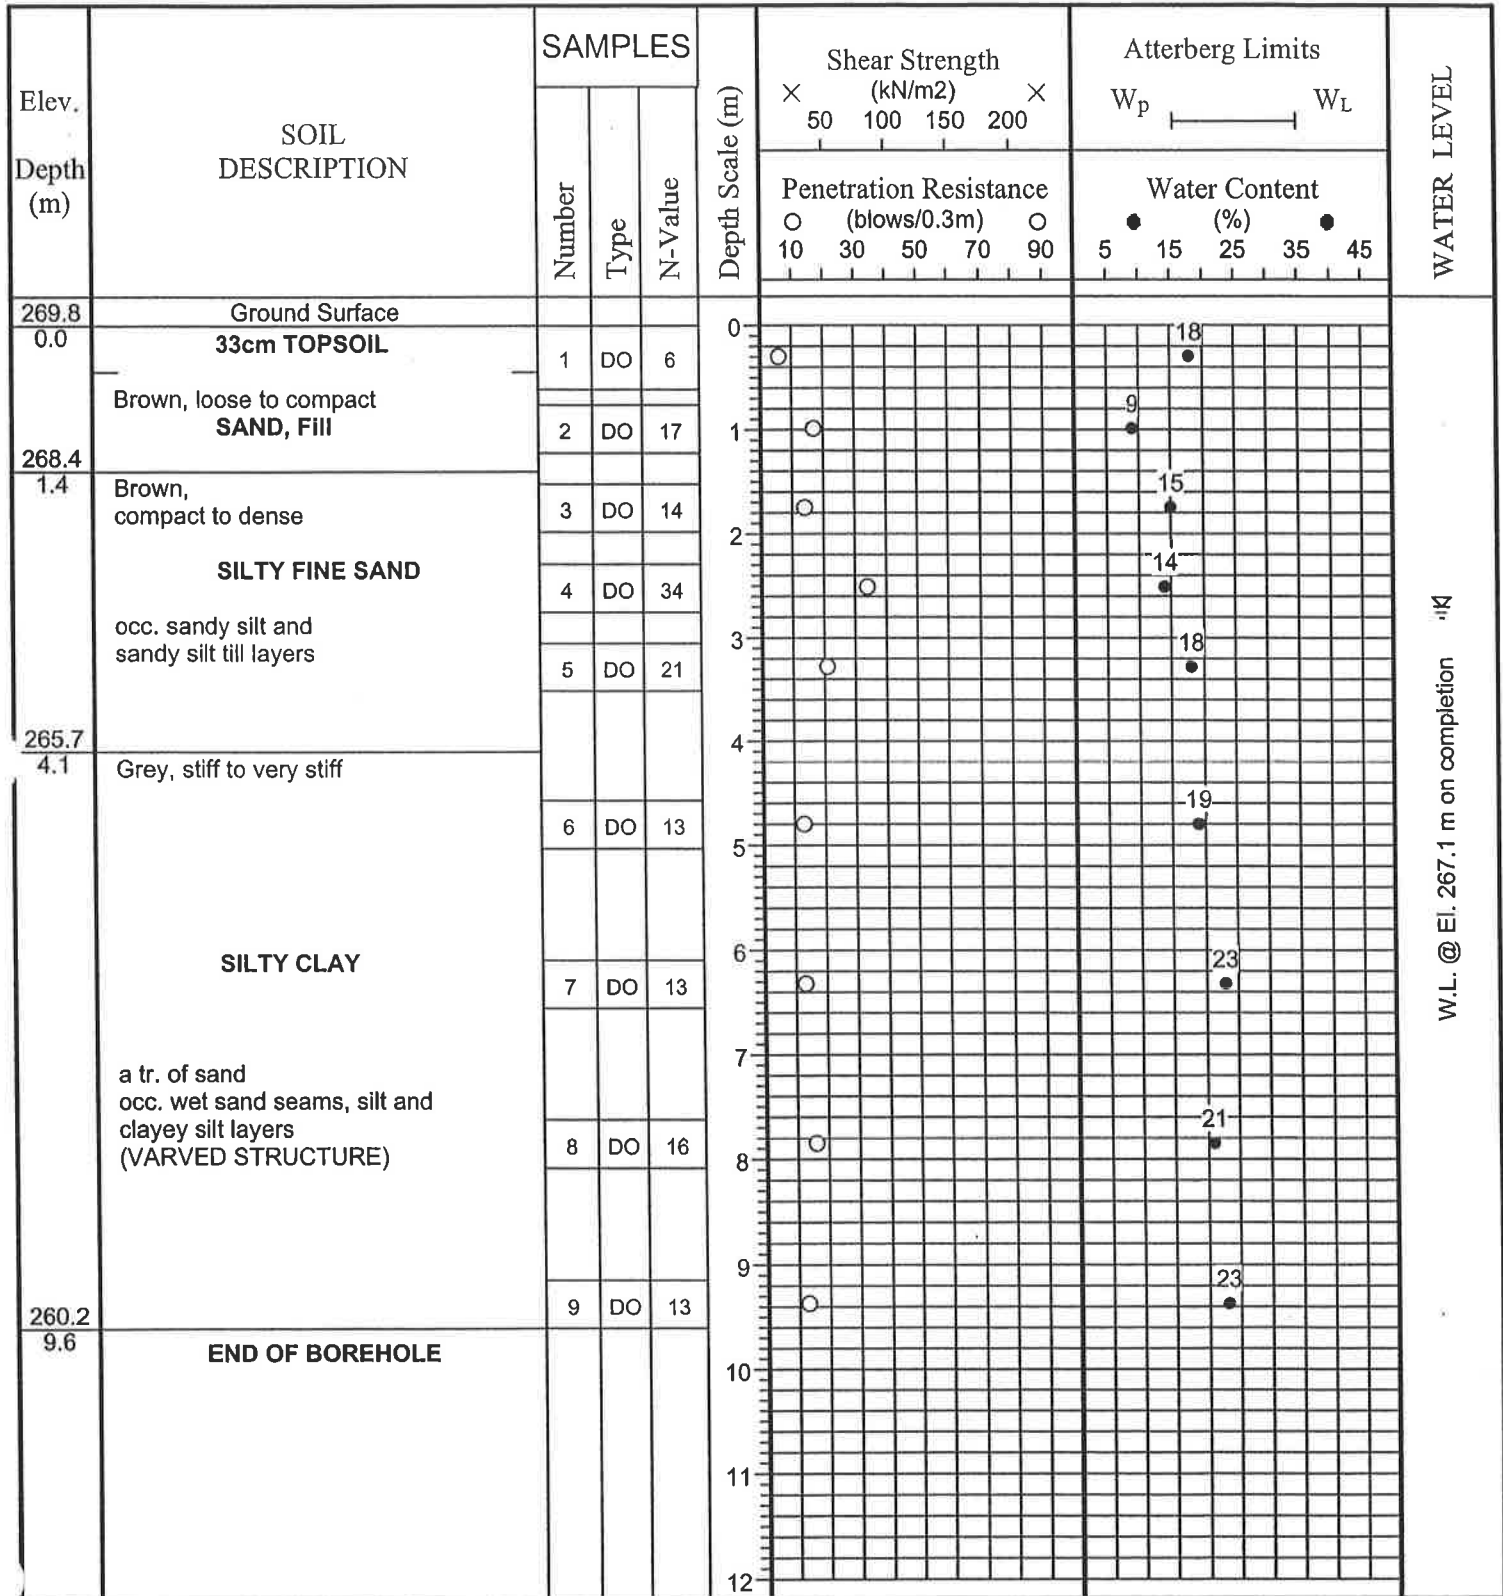 Elev.
Depth
(m)
SOIL
DESCRIPTION
SAMPLES
Number
Type
N-Value
Depth Scale (m)
Shear Strength
× (kN/m2) ×
50 100 150 200
Penetration Resistance
○ (blows/0.3m) ○
10 30 50 70 90
Atterberg Limits
Wp WL
Water Content
● (%) ●
5 15 25 35 45
WATER LEVEL
269.8 Ground Surface
0.0 33cm TOPSOIL
1 DO 6
Brown, loose to compact
SAND, Fill
2 DO 17
268.4
1.4
Brown,
compact to dense
3 DO 14
SILTY FINE SAND
4 DO 34
occ. sandy silt and
sandy silt till layers
5 DO 21
265.7
4.1
Grey, stiff to very stiff
6 DO 13
SILTY CLAY
7 DO 13
a tr. of sand
occ. wet sand seams, silt and
clayey silt layers
(VARVED STRUCTURE)
8 DO 16
9 DO 13
260.2
9.6
END OF BOREHOLE
0
1
2
3
4
5
6
7
8
9
10
11
12
18
9
15
14
18
19
23
21
23
W.L. @ El. 267.1 m on completion